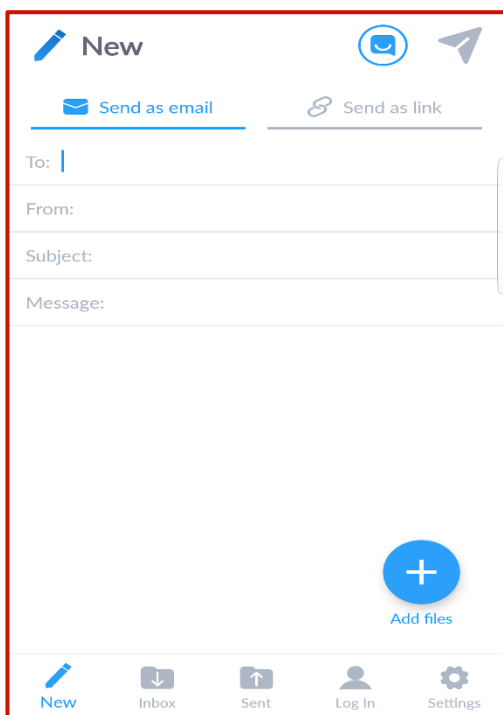 New
Send as email Send as link
To:
From:
Subject:
Message:
Add files
New Inbox Sent Log In Settings